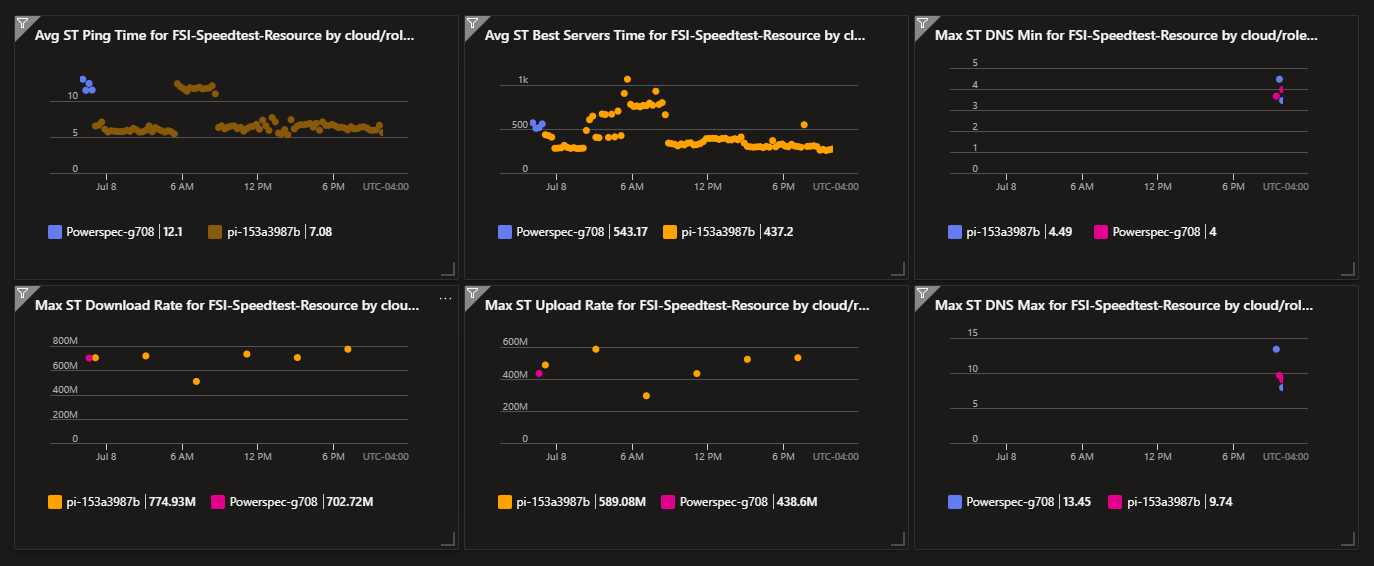 Avg ST Ping Time for FSI-Speedtest-Resource by cloud/rol...
10
5
0
Jul 8 6 AM 12 PM 6 PM UTC-04:00
Powerspec-g708 12.1 pi-153a3987b 7.08
Avg ST Best Servers Time for FSI-Speedtest-Resource by cl...
1k
500
0
Jul 8 6 AM 12 PM 6 PM UTC-04:00
Powerspec-g708 543.17 pi-153a3987b 437.2
Max ST DNS Min for FSI-Speedtest-Resource by cloud/role...
5
4
3
2
1
0
Jul 8 6 AM 12 PM 6 PM UTC-04:00
pi-153a3987b 4.49 Powerspec-g708 4
Max ST Download Rate for FSI-Speedtest-Resource by clou...
...
800M
600M
400M
200M
0
Jul 8 6 AM 12 PM 6 PM UTC-04:00
pi-153a3987b 774.93M Powerspec-g708 702.72M
Max ST Upload Rate for FSI-Speedtest-Resource by cloud/r...
600M
400M
200M
0
Jul 8 6 AM 12 PM 6 PM UTC-04:00
pi-153a3987b 589.08M Powerspec-g708 438.6M
Max ST DNS Max for FSI-Speedtest-Resource by cloud/rol...
15
10
5
0
Jul 8 6 AM 12 PM 6 PM UTC-04:00
Powerspec-g708 13.45 pi-153a3987b 9.74